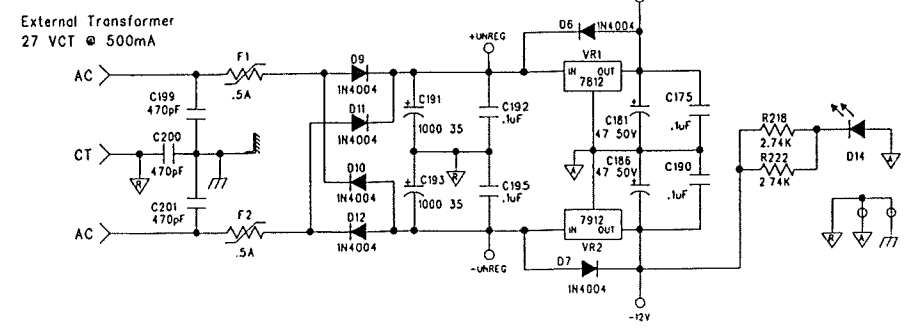 External Transformer
27 VCT @ 500mA
AC
F1
.5A
C199
470pF
CT
C200
470pF
R
C201
470pF
AC
F2
.5A
D9
1N4004
D11
1N4004
D10
1N4004
D12
1N4004
C191
1000 35
C193
1000 35
R
+UNREG
C192
.1uF
C195
.1uF
-UNREG
D6
1N4004
VR1
IN OUT
7812
A
7912
IN OUT
VR2
D7
1N4004
C181
47 50V
C186
47 50V
C175
.1uF
C190
.1uF
-12V
R218
2.74K
R222
2.74K
D14
A
R
A